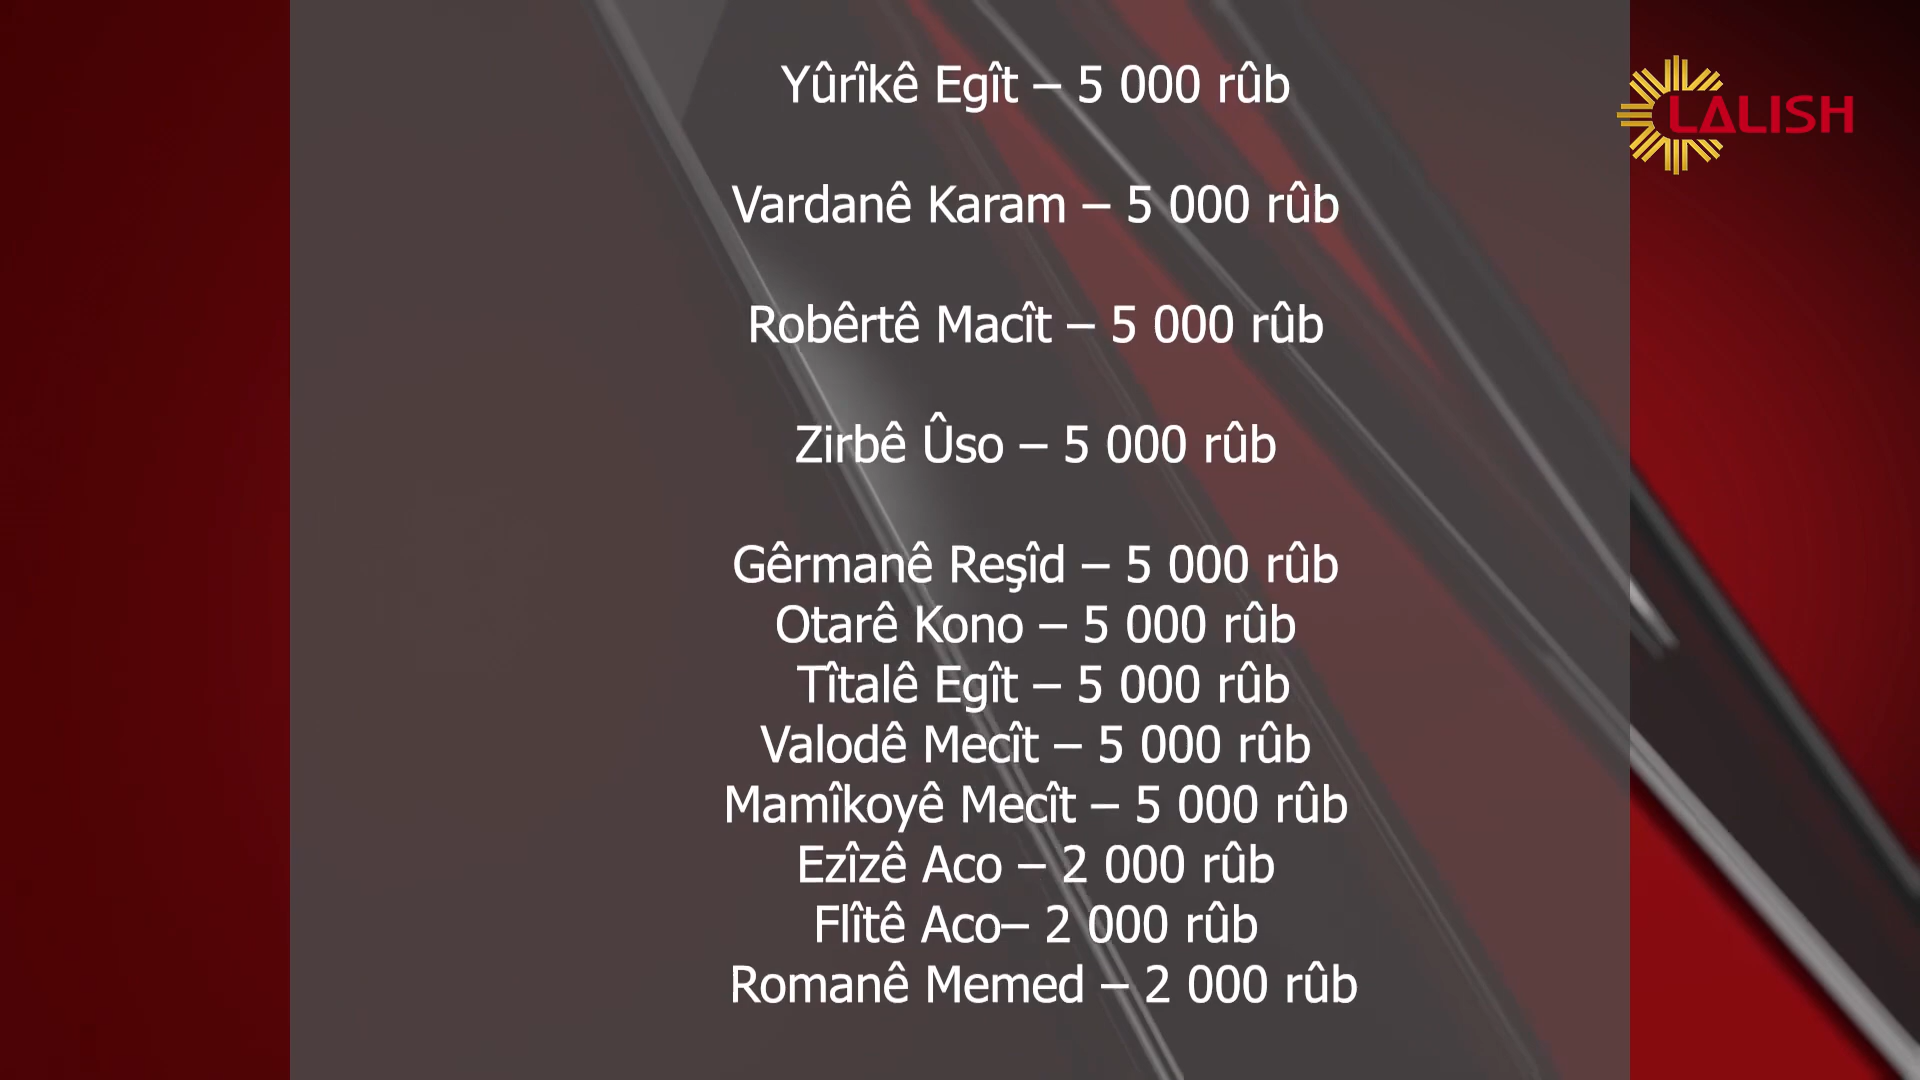 Yûrîkê Egît – 5 000 rûb
LALISH
Vardanê Karam – 5 000 rûb
Robêrtê Macît – 5 000 rûb
Zirbê Ûso – 5 000 rûb
Gêrmanê Reşîd – 5 000 rûb
Otarê Kono – 5 000 rûb
Tîtalê Egît – 5 000 rûb
Valodê Mecît – 5 000 rûb
Mamîkoyê Mecît – 5 000 rûb
Ezîzê Aco – 2 000 rûb
Flîtê Aco– 2 000 rûb
Romanê Memed – 2 000 rûb